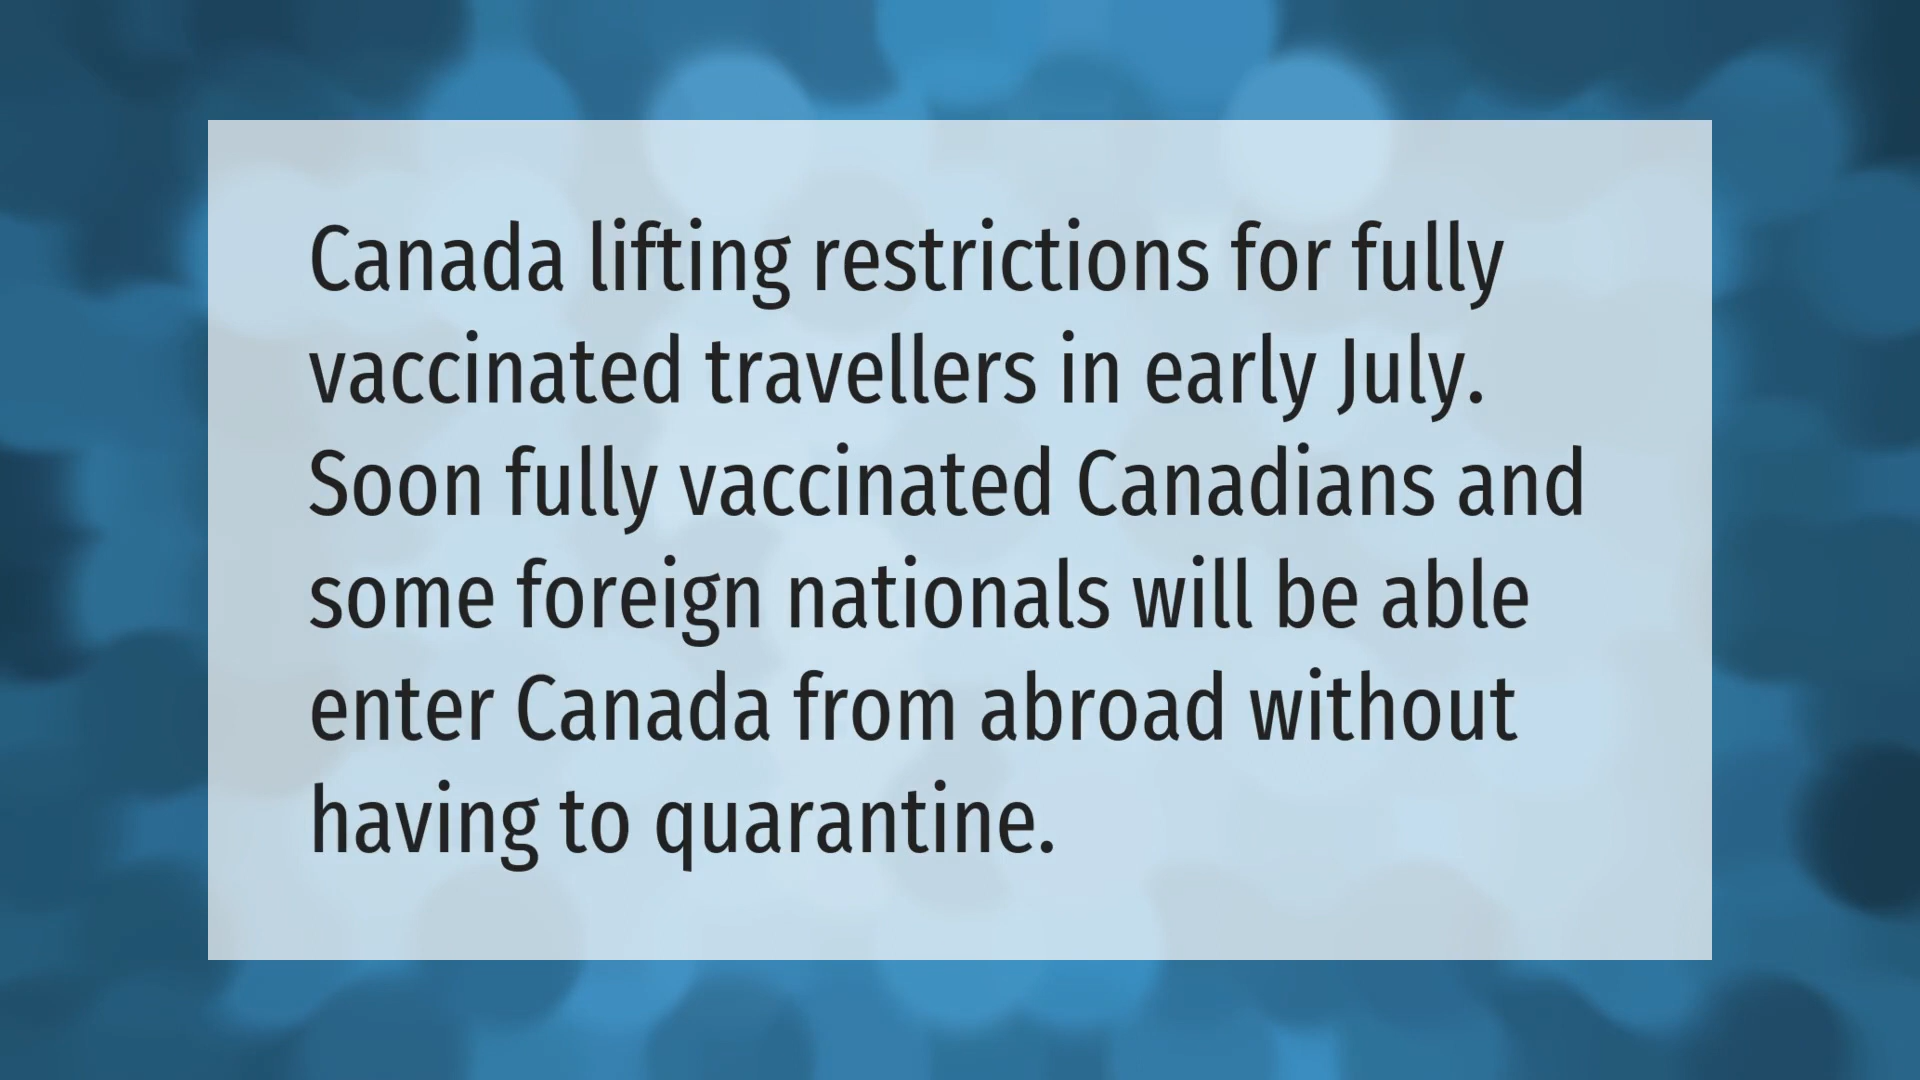 Canada lifting restrictions for fully
vaccinated travellers in early July.
Soon fully vaccinated Canadians and
some foreign nationals will be able
enter Canada from abroad without
having to quarantine.